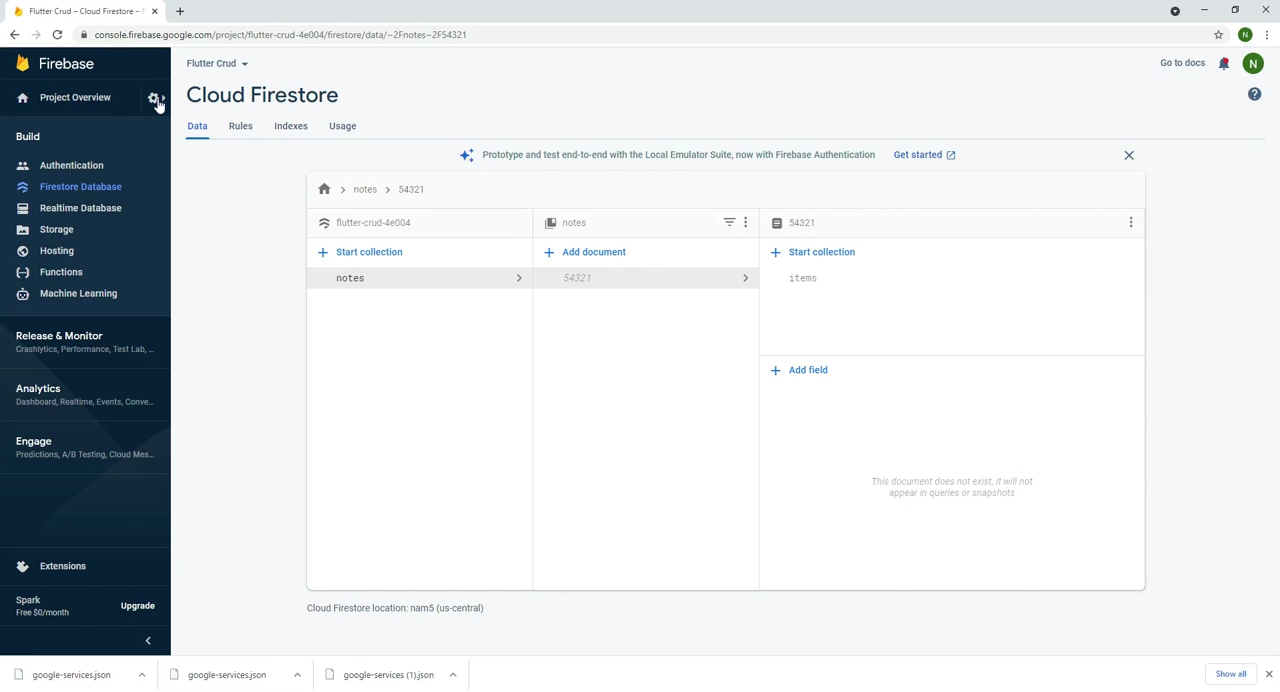 Flutter Crud – Cloud Firestore – F
console.firebase.google.com/project/flutter-crud-4e004/firestore/data/~2Fnotes~2F54321
N
Firebase
Flutter Crud
Go to docs
N
Project Overview
Cloud Firestore
Data Rules Indexes Usage
Build
Authentication
Firestore Database
Realtime Database
Storage
Hosting
Functions
Machine Learning
Release & Monitor
Crashlytics, Performance, Test Lab, ...
Analytics
Dashboard, Realtime, Events, Conve...
Engage
Predictions, A/B Testing, Cloud Mes...
Extensions
Spark
Free $0/month
Upgrade
Prototype and test end-to-end with the Local Emulator Suite, now with Firebase Authentication Get started
notes > 54321
flutter-crud-4e004
+ Start collection
notes
notes
+ Add document
54321
54321
+ Start collection
items
+ Add field
This document does not exist, it will not
appear in queries or snapshots
Cloud Firestore location: nam5 (us-central)
google-services.json
google-services.json
google-services (1).json
Show all